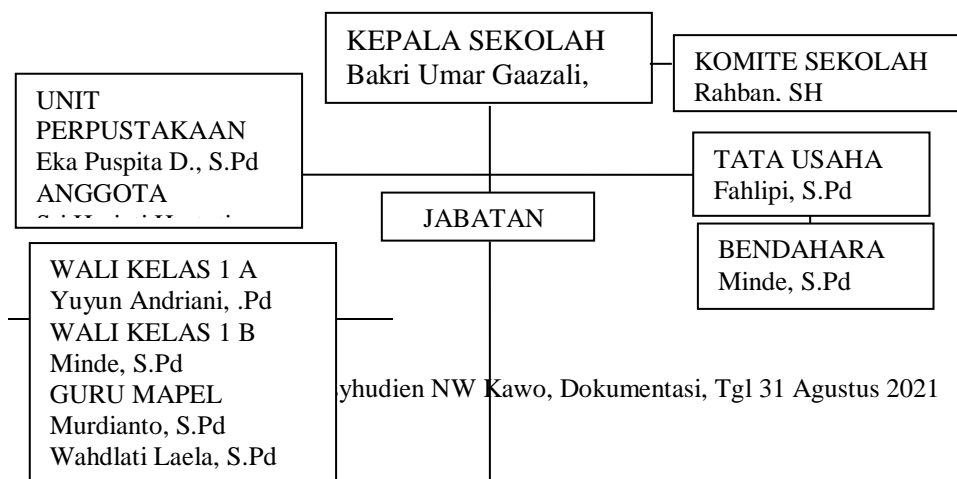 KEPALA SEKOLAH
Bakri Umar Gaazali,
KOMITE SEKOLAH
Rahban. SH
UNIT
PERPUSTAKAAN
Eka Puspita D., S.Pd
ANGGOTA
TATA USAHA
Fahlipi, S.Pd
JABATAN
BENDAHARA
Minde, S.Pd
WALI KELAS 1 A
Yuyun Andriani, .Pd
WALI KELAS 1 B
Minde, S.Pd
GURU MAPEL
Murdianto, S.Pd
Wahdlati Laela, S.Pd
yhudien NW Kawo, Dokumentasi, Tgl 31 Agustus 2021